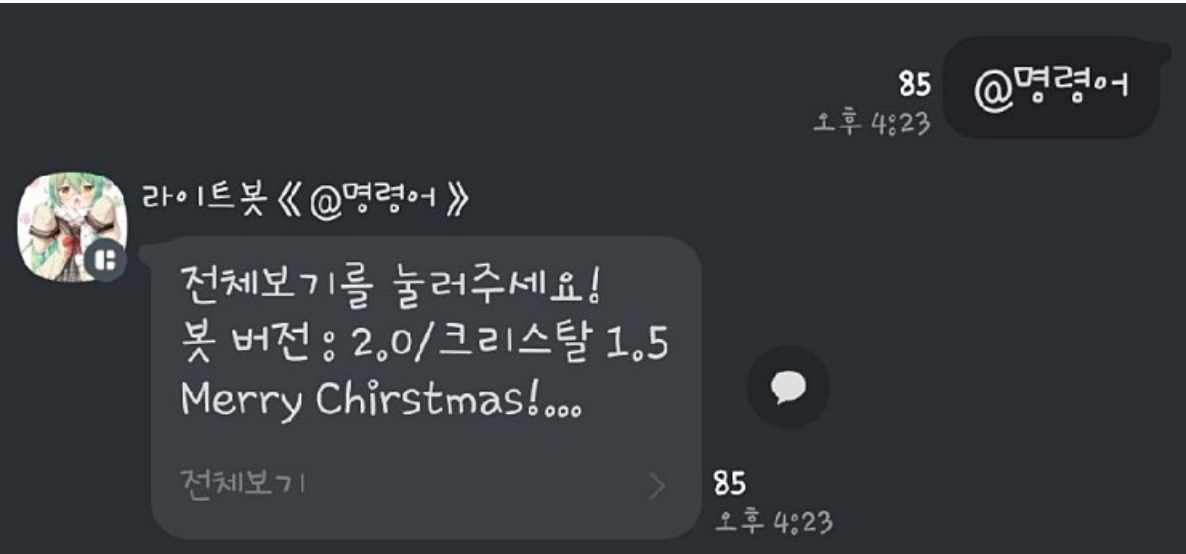 85
오후 4:23
@명령어
라이트봇《@명령어》
전체보기를 눌러주세요!
봇 버전 : 2.0/크리스탈 1.5
Merry Chirstmas!...
전체보기
85
오후 4:23